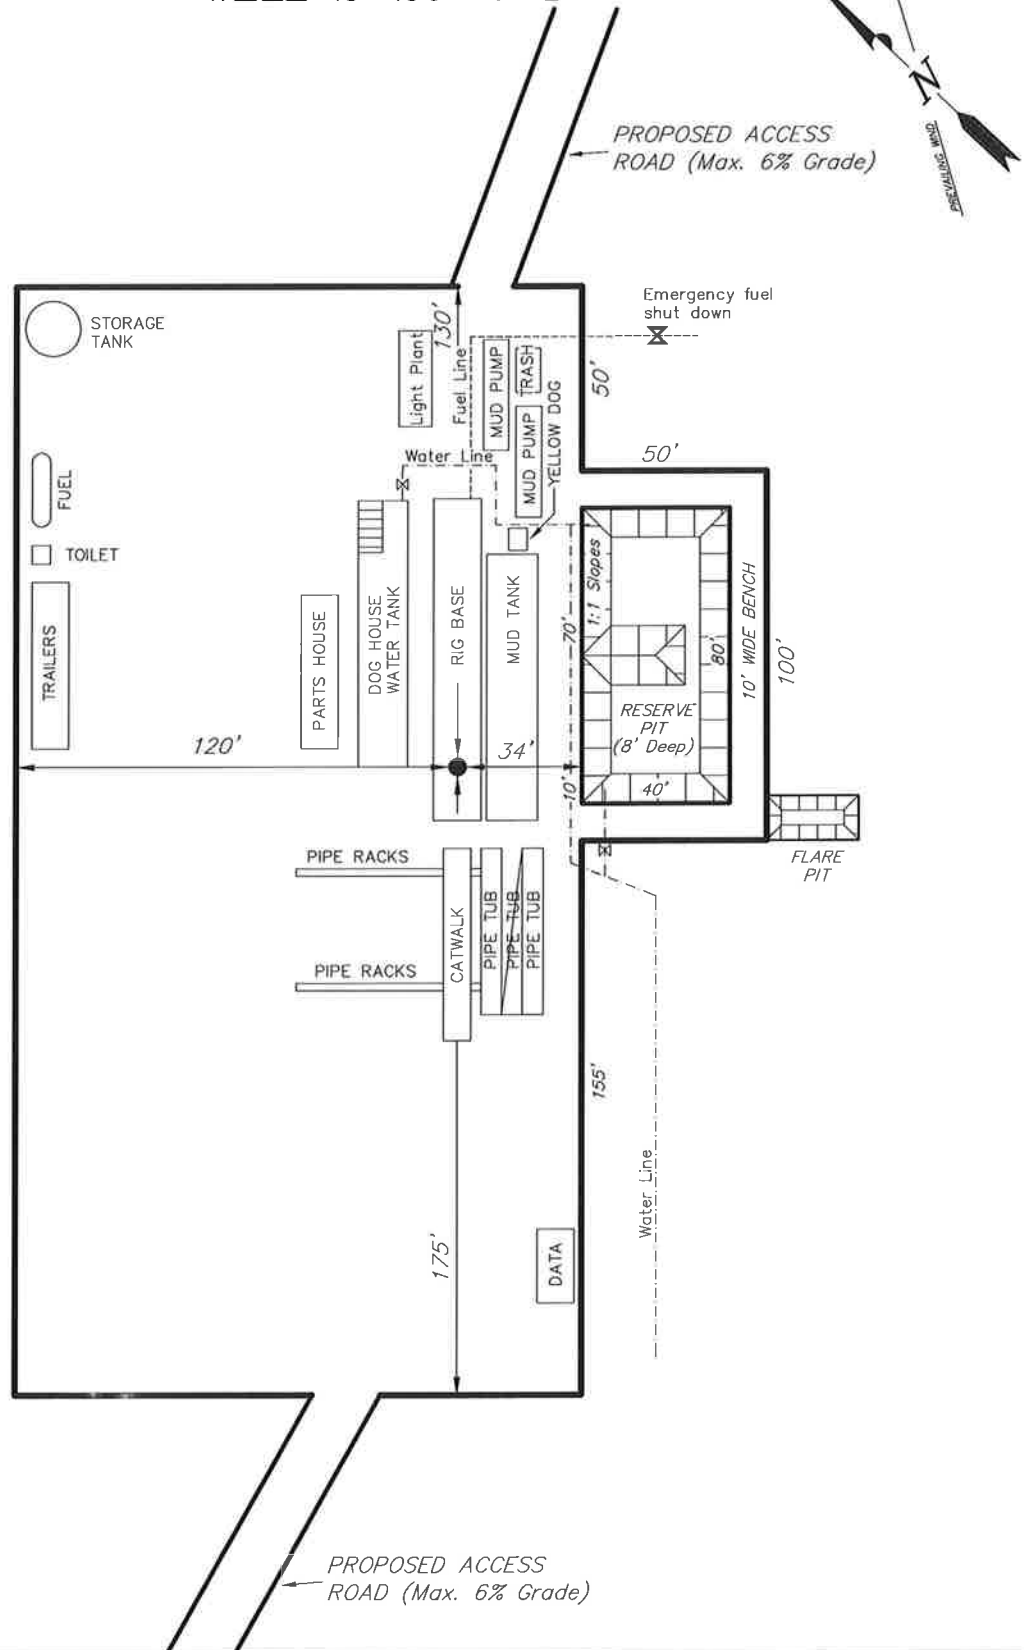 N
PREVAILING WIND
PROPOSED ACCESS
ROAD (Max. 6% Grade)
Emergency fuel
shut down
STORAGE
TANK
130'
Light Plant
Fuel Line
MUD PUMP
TRASH
MUD PUMP
YELLOW DOG
50'
50'
Water Line
FUEL
TOILET
TRAILERS
PARTS HOUSE
DOG HOUSE
WATER TANK
RIG BASE
MUD TANK
70'
1:1 Slopes
80'
10' WIDE BENCH
100'
RESERVE
PIT
(8' Deep)
120'
34'
10'
40'
FLARE
PIT
PIPE RACKS
PIPE RACKS
CATWALK
PIPE TUB
PIPE TUB
PIPE TUB
155'
Water Line
175'
DATA
PROPOSED ACCESS
ROAD (Max. 6% Grade)